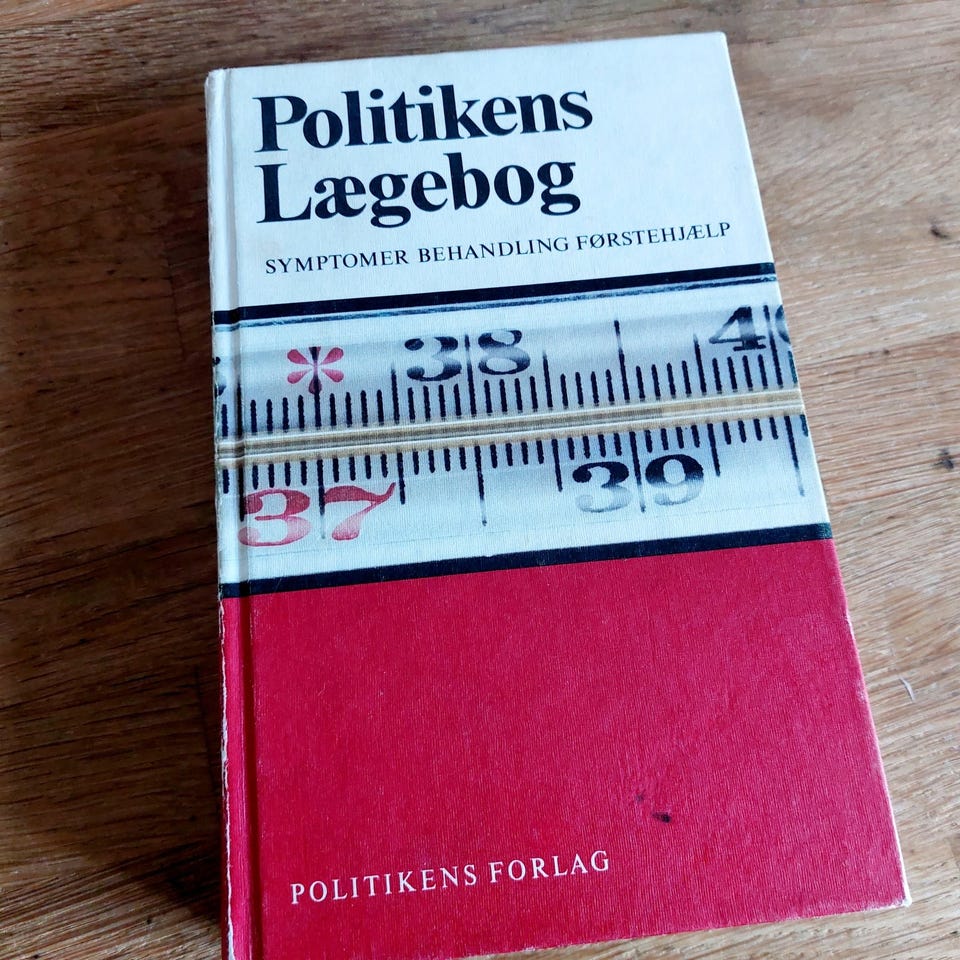 Politikens
Lægebog
SYMPTOMER BEHANDLING FØRSTEHJÆLP
38
37
39
POLITIKENS FORLAG